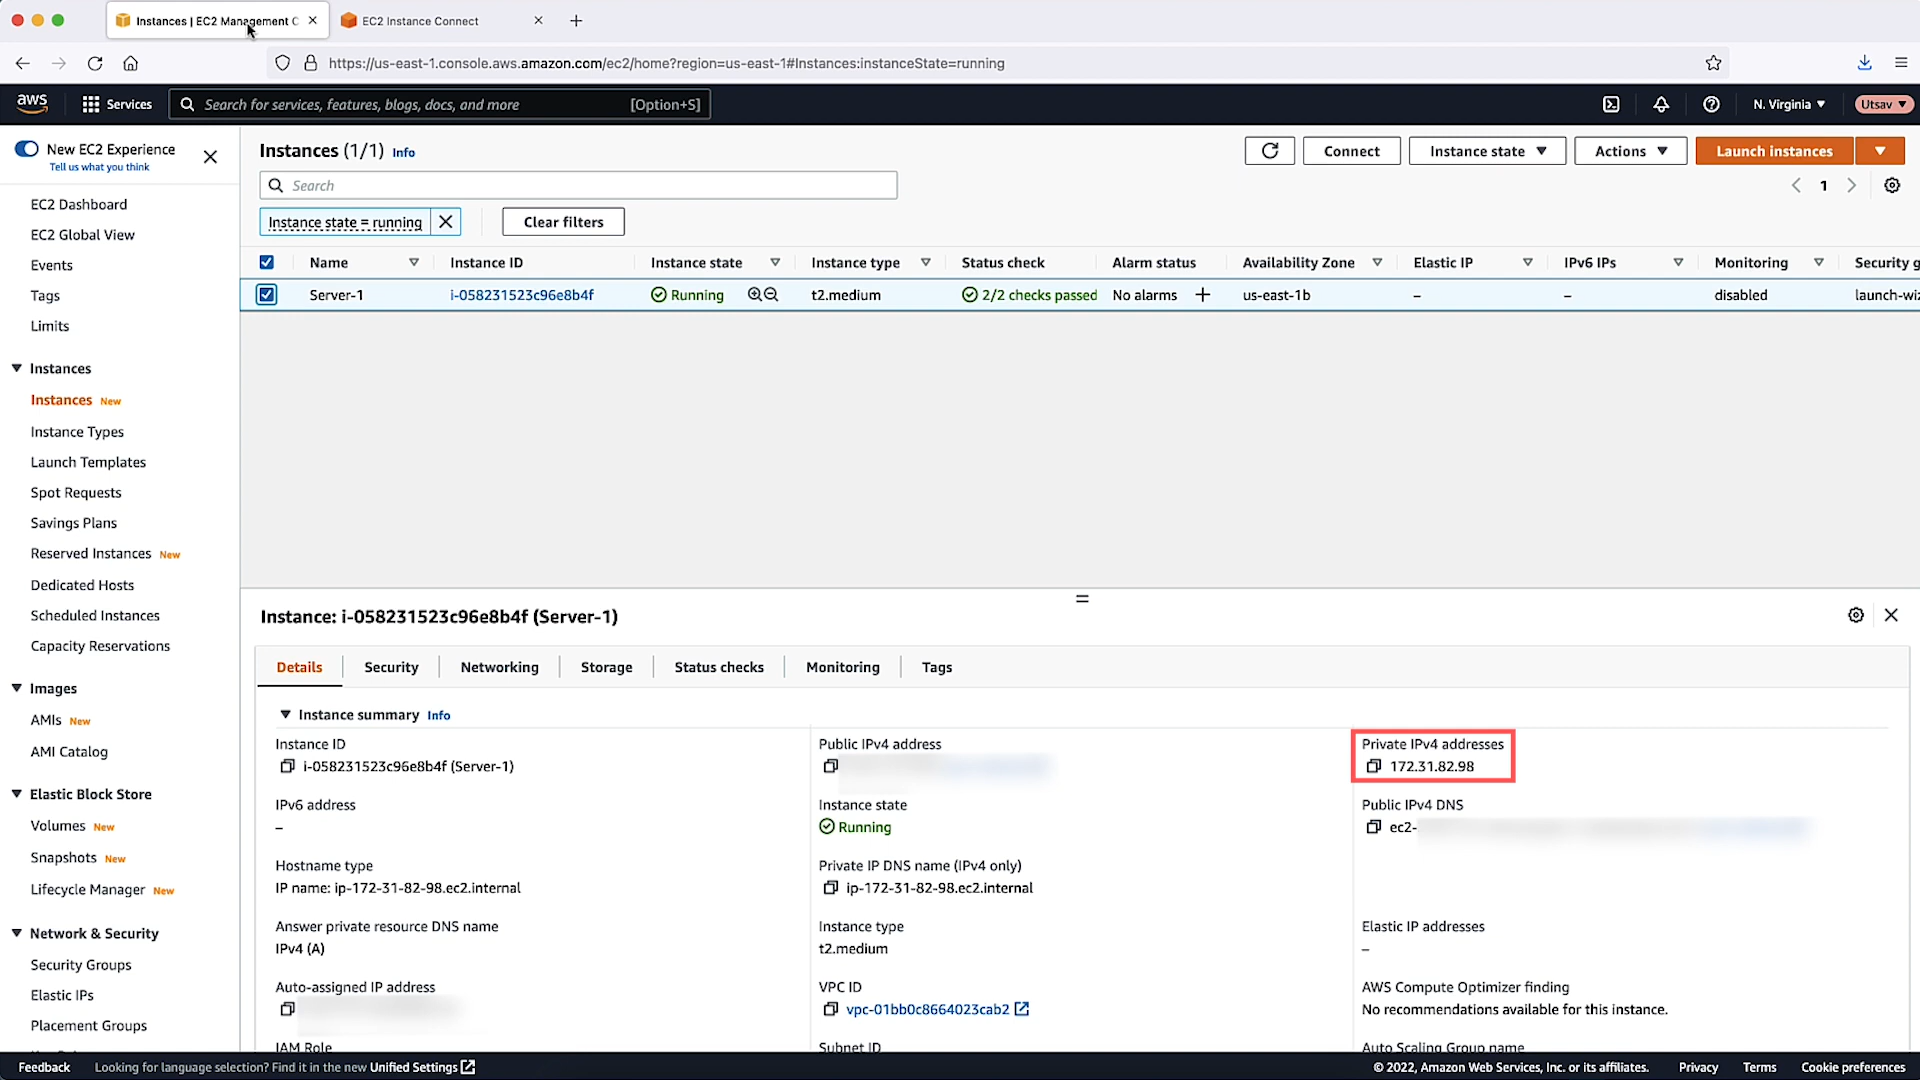 Instances | EC2 Management C
EC2 Instance Connect
https://us-east-1.console.aws.amazon.com/ec2/home?region=us-east-1#Instances:instanceState=running
aws
Services
Search for services, features, blogs, docs, and more
[Option+S]
N. Virginia
Utsav
New EC2 Experience
Tell us what you think
EC2 Dashboard
EC2 Global View
Events
Tags
Limits
Instances
Instances New
Instance Types
Launch Templates
Spot Requests
Savings Plans
Reserved Instances New
Dedicated Hosts
Scheduled Instances
Capacity Reservations
Images
AMIs New
AMI Catalog
Elastic Block Store
Volumes New
Snapshots New
Lifecycle Manager New
Network & Security
Security Groups
Elastic IPs
Placement Groups
Instances (1/1) Info
Connect
Instance state
Actions
Launch instances
Search
1
Instance state = running
Clear filters
Name Instance ID Instance state Instance type Status check Alarm status Availability Zone Elastic IP IPv6 IPs Monitoring Security g
Server-1 i-058231523c96e8b4f Running t2.medium 2/2 checks passed No alarms + us-east-1b – – disabled launch-wiz
Instance: i-058231523c96e8b4f (Server-1)
Details Security Networking Storage Status checks Monitoring Tags
Instance summary Info
Instance ID
i-058231523c96e8b4f (Server-1)
Public IPv4 address
Private IPv4 addresses
172.31.82.98
IPv6 address
–
Instance state
Running
Public IPv4 DNS
ec2-
Hostname type
IP name: ip-172-31-82-98.ec2.internal
Private IP DNS name (IPv4 only)
ip-172-31-82-98.ec2.internal
Answer private resource DNS name
IPv4 (A)
Instance type
t2.medium
Elastic IP addresses
–
Auto-assigned IP address
VPC ID
vpc-01bb0c8664023cab2
AWS Compute Optimizer finding
No recommendations available for this instance.
IAM Role
Subnet ID
Auto Scaling Group name
Feedback
Looking for language selection? Find it in the new Unified Settings
© 2022, Amazon Web Services, Inc. or its affiliates.
Privacy
Terms
Cookie preferences